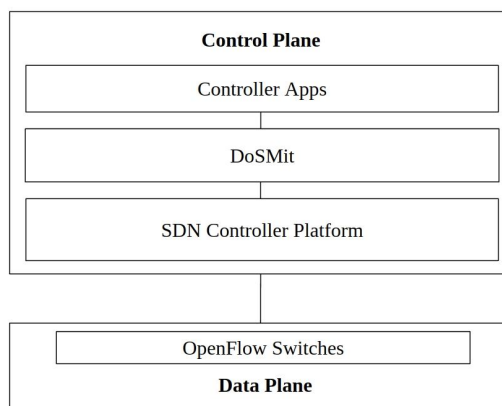 Control Plane
Controller Apps
DoSMit
SDN Controller Platform
OpenFlow Switches
Data Plane